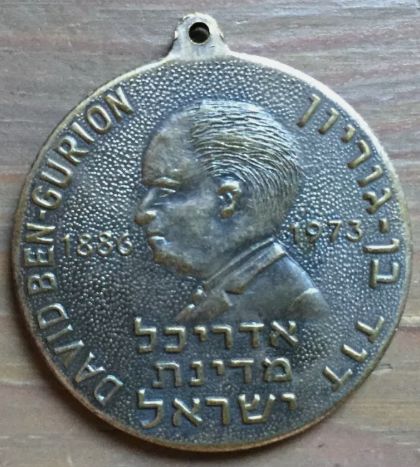 DAVID BEN-GURION
דוד בן-גוריון
1886 1973
אדריכל
מדינת
ישראל